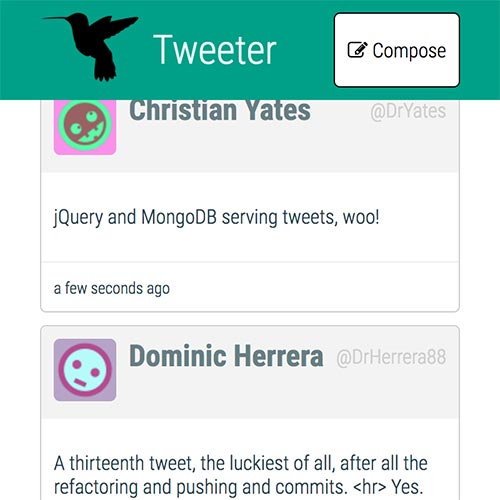 Tweeter
Compose
Christian Yates @DrYates
jQuery and MongoDB serving tweets, woo!
a few seconds ago
Dominic Herrera @DrHerrera88
A thirteenth tweet, the luckiest of all, after all the
refactoring and pushing and commits. <hr> Yes.